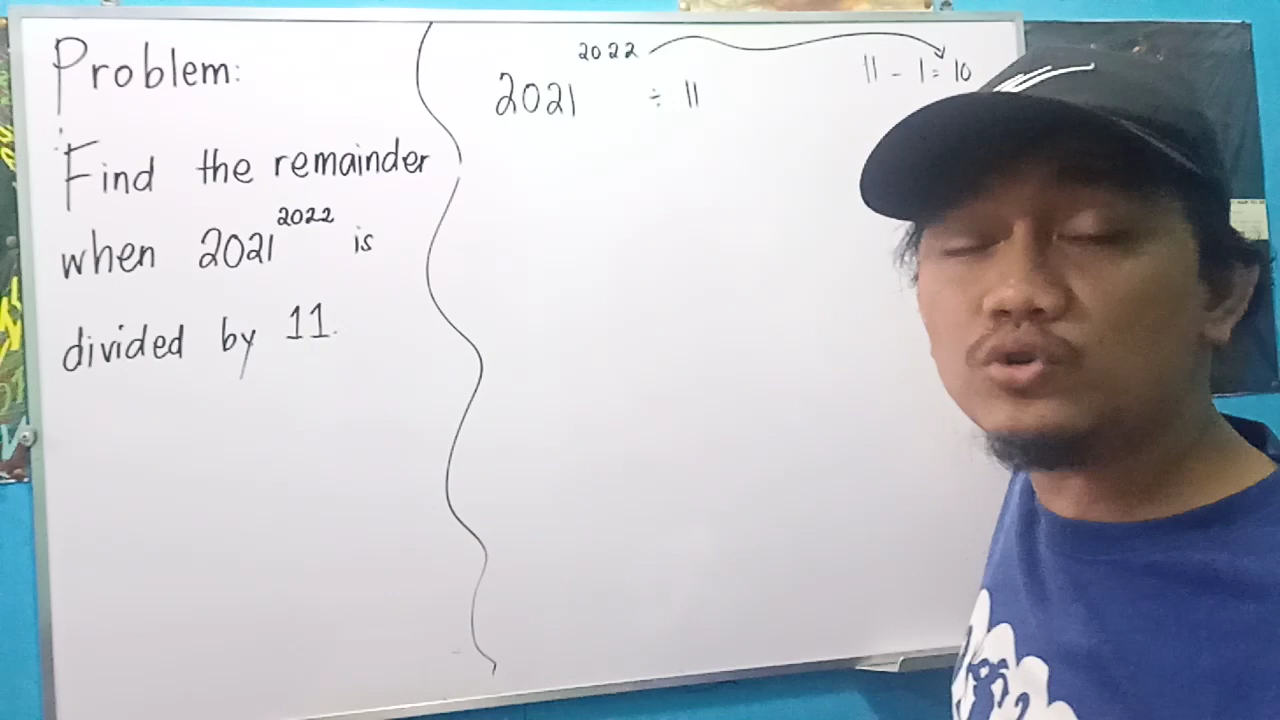 Problem:
Find the remainder
when 2021^2022 is
divided by 11.
2021^2022 ÷ 11
11 - 1 = 10